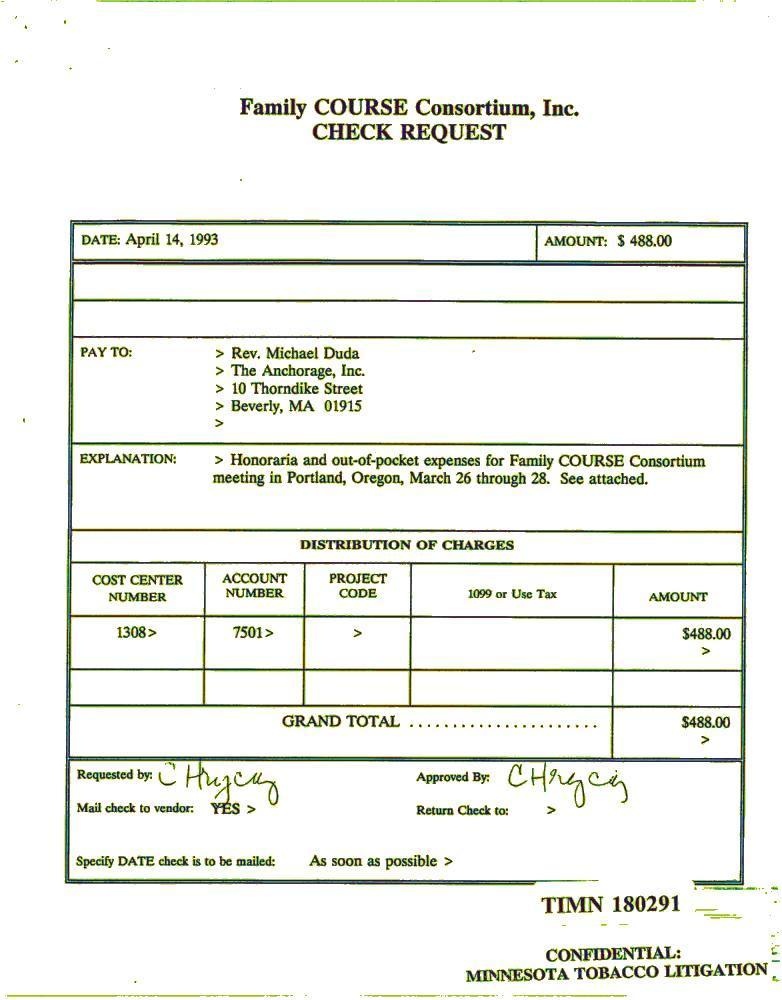 Family COURSE Consortium, Inc.
CHECK REQUEST
DATE: April 14, 1993 AMOUNT: $ 488.00
PAY TO: > Rev. Michael Duda
> The Anchorage, Inc.
> 10 Thorndike Street
> Beverly, MA 01915
>
EXPLANATION: > Honoraria and out-of-pocket expenses for Family COURSE Consortium
meeting in Portland, Oregon, March 26 through 28. See attached.
DISTRIBUTION OF CHARGES
COST CENTER NUMBER ACCOUNT NUMBER PROJECT CODE 1099 or Use Tax AMOUNT
1308> 7501> > $488.00
>
GRAND TOTAL ...................... $488.00
>
Requested by: Approved By:
Mail check to vendor: YES > Return Check to: >
Specify DATE check is to be mailed: As soon as possible >
TIMN 180291
CONFIDENTIAL:
MINNESOTA TOBACCO LITIGATION